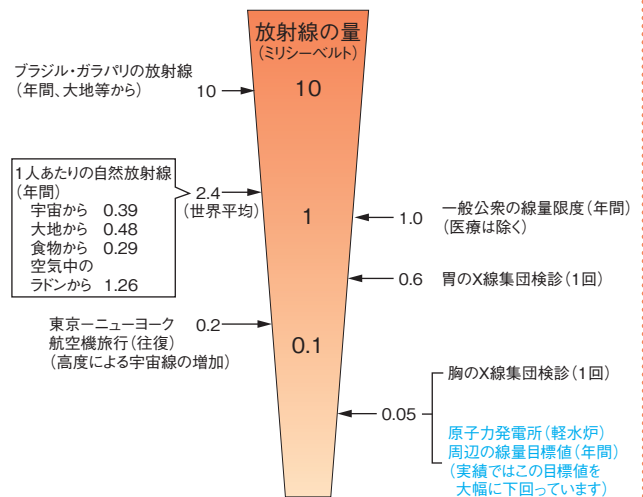 放射線の量
(ミリシーベルト)
10
1
0.1
ブラジル・ガラパリの放射線
(年間、大地等から)
10
1人あたりの自然放射線
(年間)
宇宙から 0.39
大地から 0.48
食物から 0.29
空気中の
ラドンから 1.26
2.4
(世界平均)
1.0
一般公衆の線量限度(年間)
(医療は除く)
0.6
胃のX線集団検診(1回)
東京ーニューヨーク
航空機旅行(往復)
(高度による宇宙線の増加)
0.2
0.05
胸のX線集団検診(1回)
原子力発電所(軽水炉)
周辺の線量目標値(年間)
(実績ではこの目標値を
大幅に下回っています)